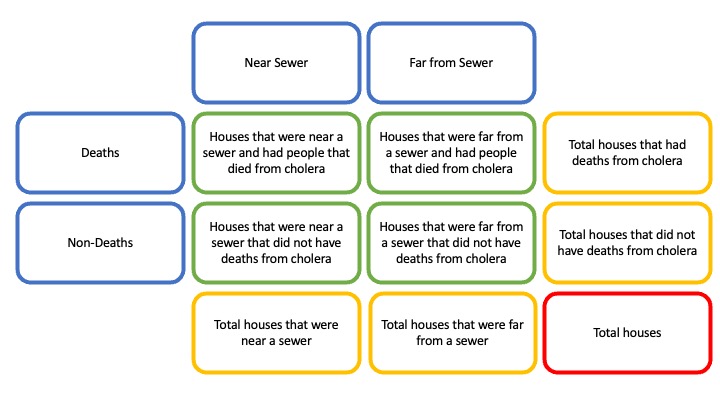 Near Sewer
Far from Sewer
Deaths
Houses that were near a
sewer and had people that
died from cholera
Houses that were far from
a sewer and had people
that died from cholera
Total houses that had
deaths from cholera
Non-Deaths
Houses that were near a
sewer that did not have
deaths from cholera
Houses that were far from
a sewer that did not have
deaths from cholera
Total houses that did not
have deaths from cholera
Total houses that were
near a sewer
Total houses that were far
from a sewer
Total houses